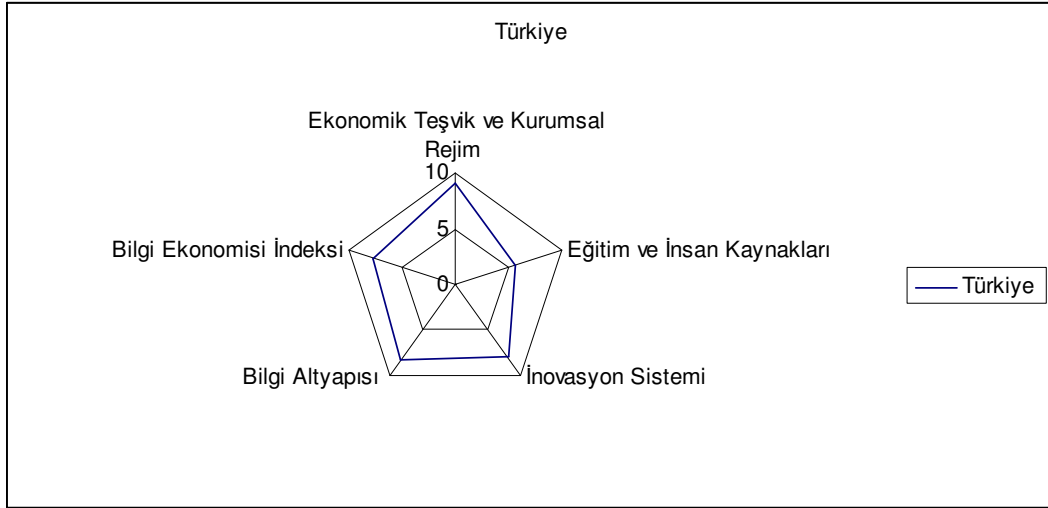 Türkiye
Ekonomik Teşvik ve Kurumsal
Rejim
10
5
0
Bilgi Ekonomisi İndeksi
Eğitim ve İnsan Kaynakları
Türkiye
Bilgi Altyapısı
İnovasyon Sistemi